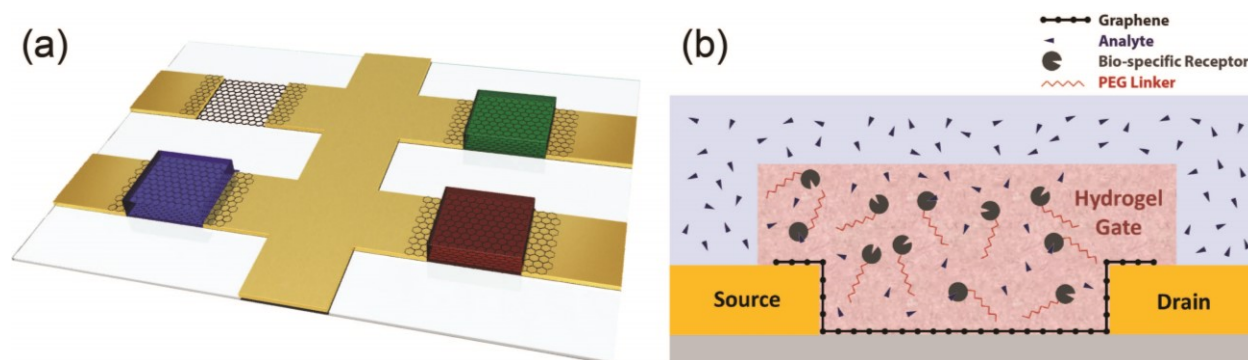 (a)
(b)
Graphene
Analyte
Bio-specific Receptor
PEG Linker
Hydrogel
Gate
Source
Drain